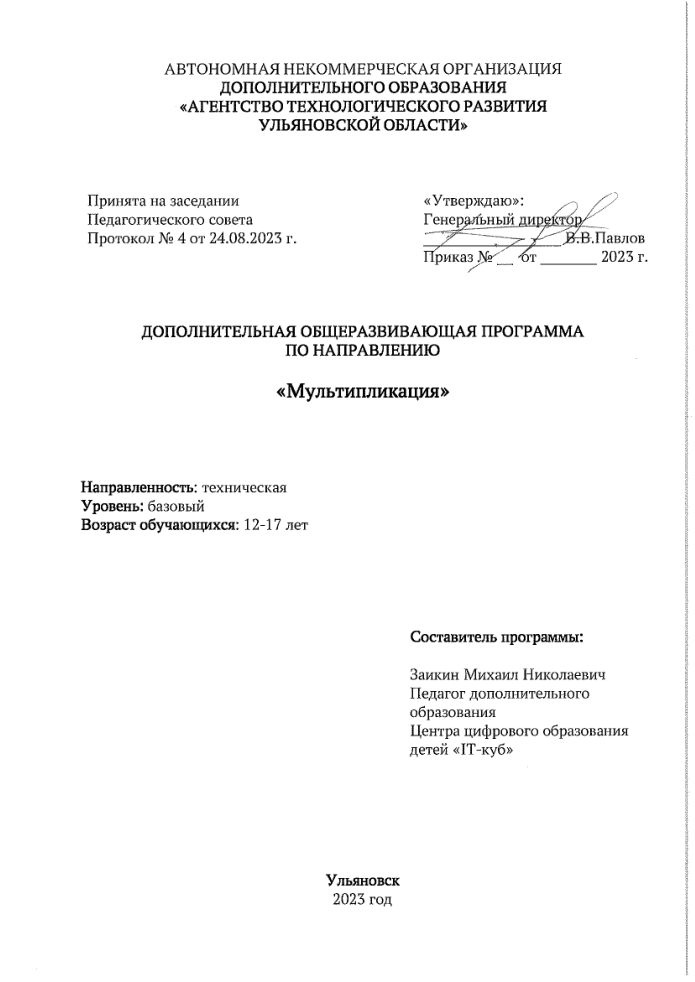 АВТОНОМНАЯ НЕКОММЕРЧЕСКАЯ ОРГАНИЗАЦИЯ
ДОПОЛНИТЕЛЬНОГО ОБРАЗОВАНИЯ
«АГЕНТСТВО ТЕХНОЛОГИЧЕСКОГО РАЗВИТИЯ
УЛЬЯНОВСКОЙ ОБЛАСТИ»
Принята на заседании
Педагогического совета
Протокол № 4 от 24.08.2023 г.
«Утверждаю»:
Генеральный директор
____________________ В.В.Павлов
Приказ № __ от ________ 2023 г.
ДОПОЛНИТЕЛЬНАЯ ОБЩЕРАЗВИВАЮЩАЯ ПРОГРАММА
ПО НАПРАВЛЕНИЮ
«Мультипликация»
Направленность: техническая
Уровень: базовый
Возраст обучающихся: 12-17 лет
Составитель программы:
Заикин Михаил Николаевич
Педагог дополнительного
образования
Центра цифрового образования
детей «IT-куб»
Ульяновск
2023 год